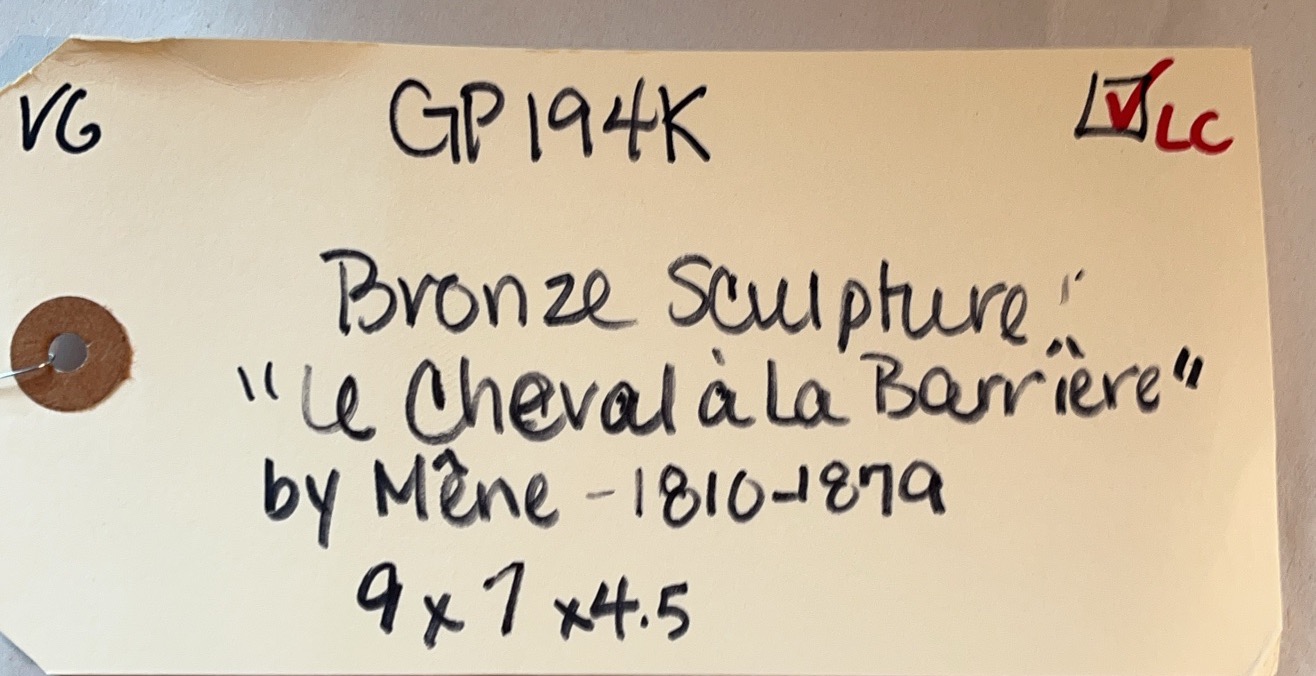 VG GP194K ☑ LC
Bronze Sculpture:
"Le Cheval à La Barrière"
by Mêne - 1810-1879
9 x 7 x 4.5